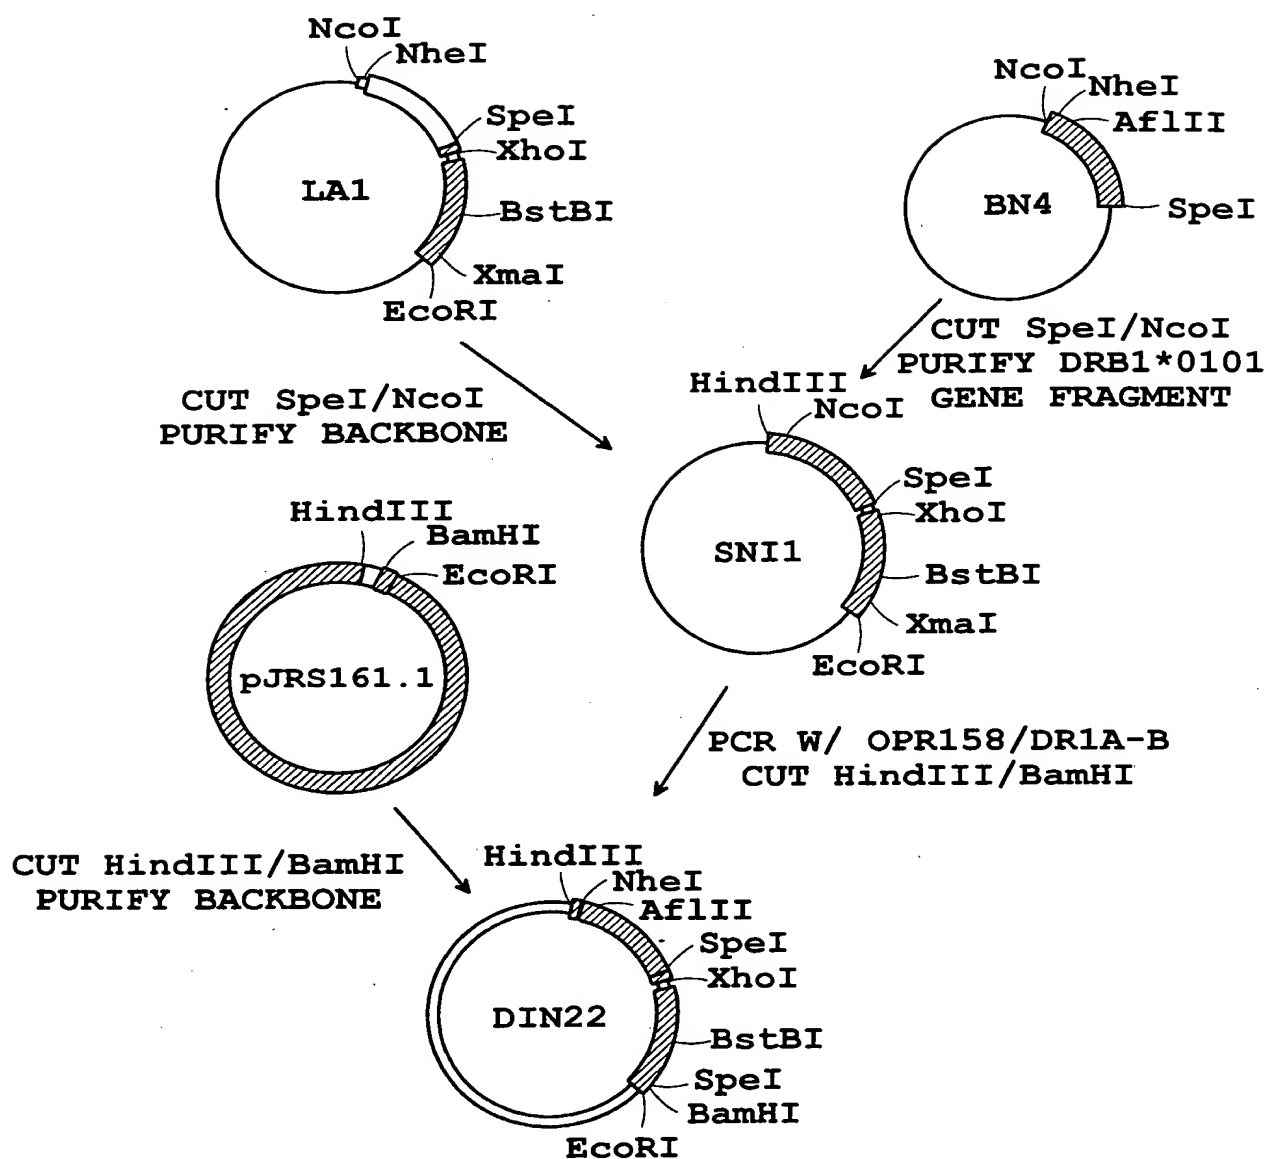 NcoI
NheI
SpeI
XhoI
LA1
BstBI
XmaI
EcoRI
NcoI
NheI
AflII
BN4
SpeI
CUT SpeI/NcoI
PURIFY DRB1*0101
GENE FRAGMENT
CUT SpeI/NcoI
PURIFY BACKBONE
HindIII
NcoI
SpeI
XhoI
SNI1
BstBI
XmaI
EcoRI
HindIII
BamHI
EcoRI
pJRS161.1
PCR W/ OPR158/DR1A-B
CUT HindIII/BamHI
CUT HindIII/BamHI
PURIFY BACKBONE
HindIII
NheI
AflII
SpeI
XhoI
DIN22
BstBI
SpeI
BamHI
EcoRI